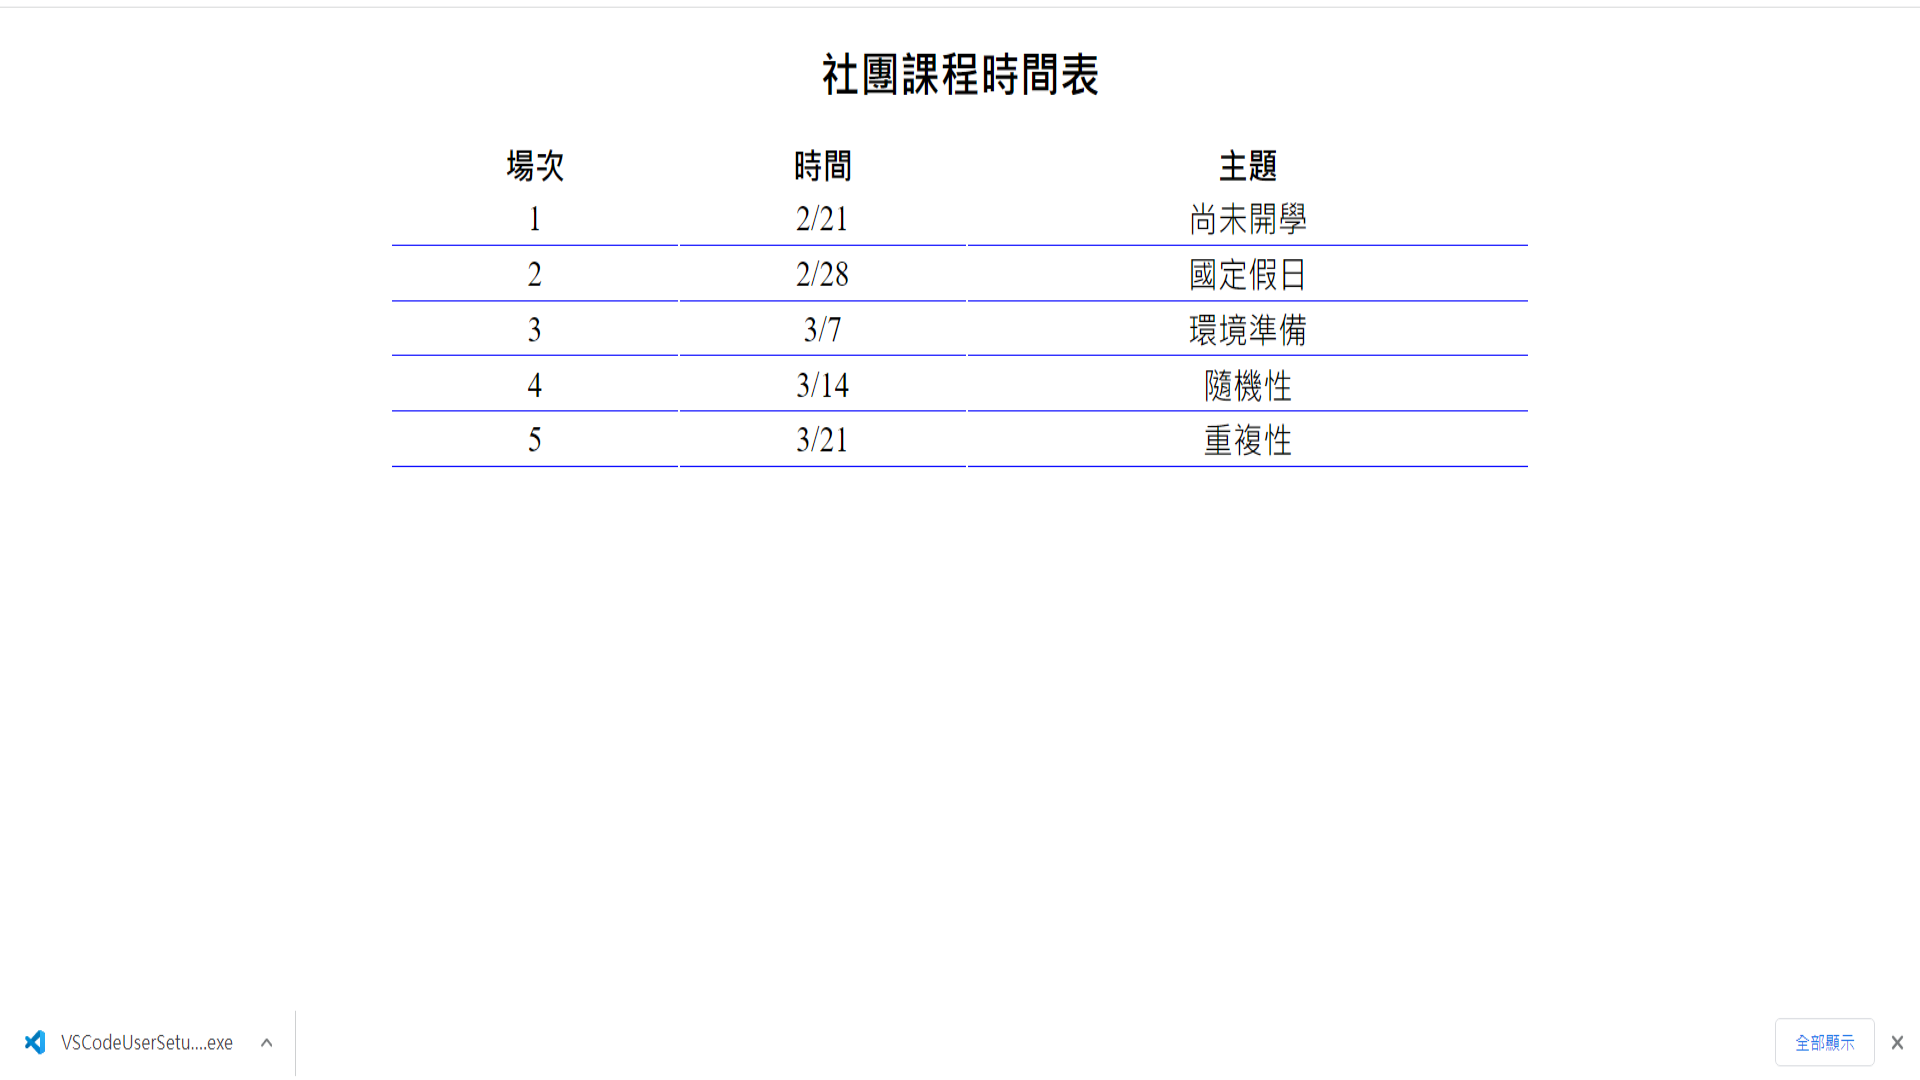 社團課程時間表
場次 時間 主題
1 2/21 尚未開學
2 2/28 國定假日
3 3/7 環境準備
4 3/14 隨機性
5 3/21 重複性
VSCodeUserSetu....exe 全部顯示